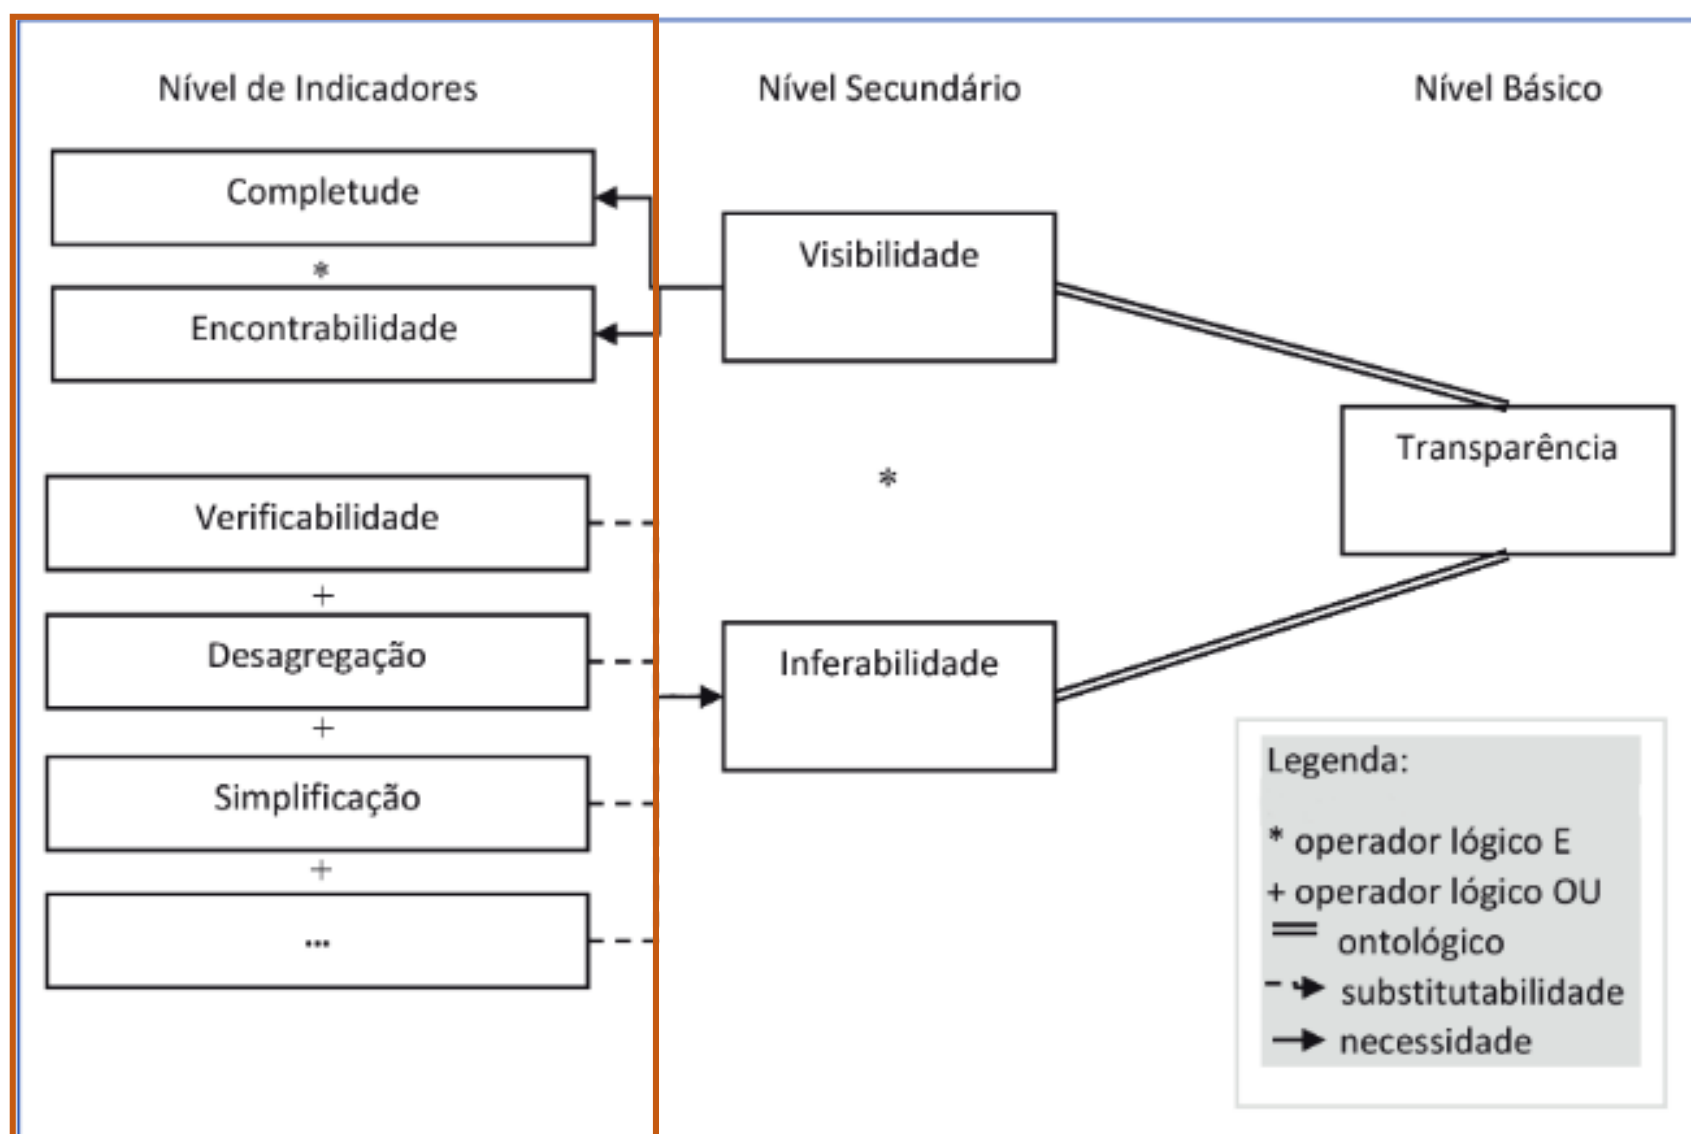 Nível de Indicadores
Nível Secundário
Nível Básico
Completude
*
Encontrabilidade
Visibilidade
Transparência
*
Verificabilidade
+
Desagregação
+
Simplificação
+
...
Inferabilidade
Legenda:
* operador lógico E
+ operador lógico OU
ontológico
substitutabilidade
necessidade